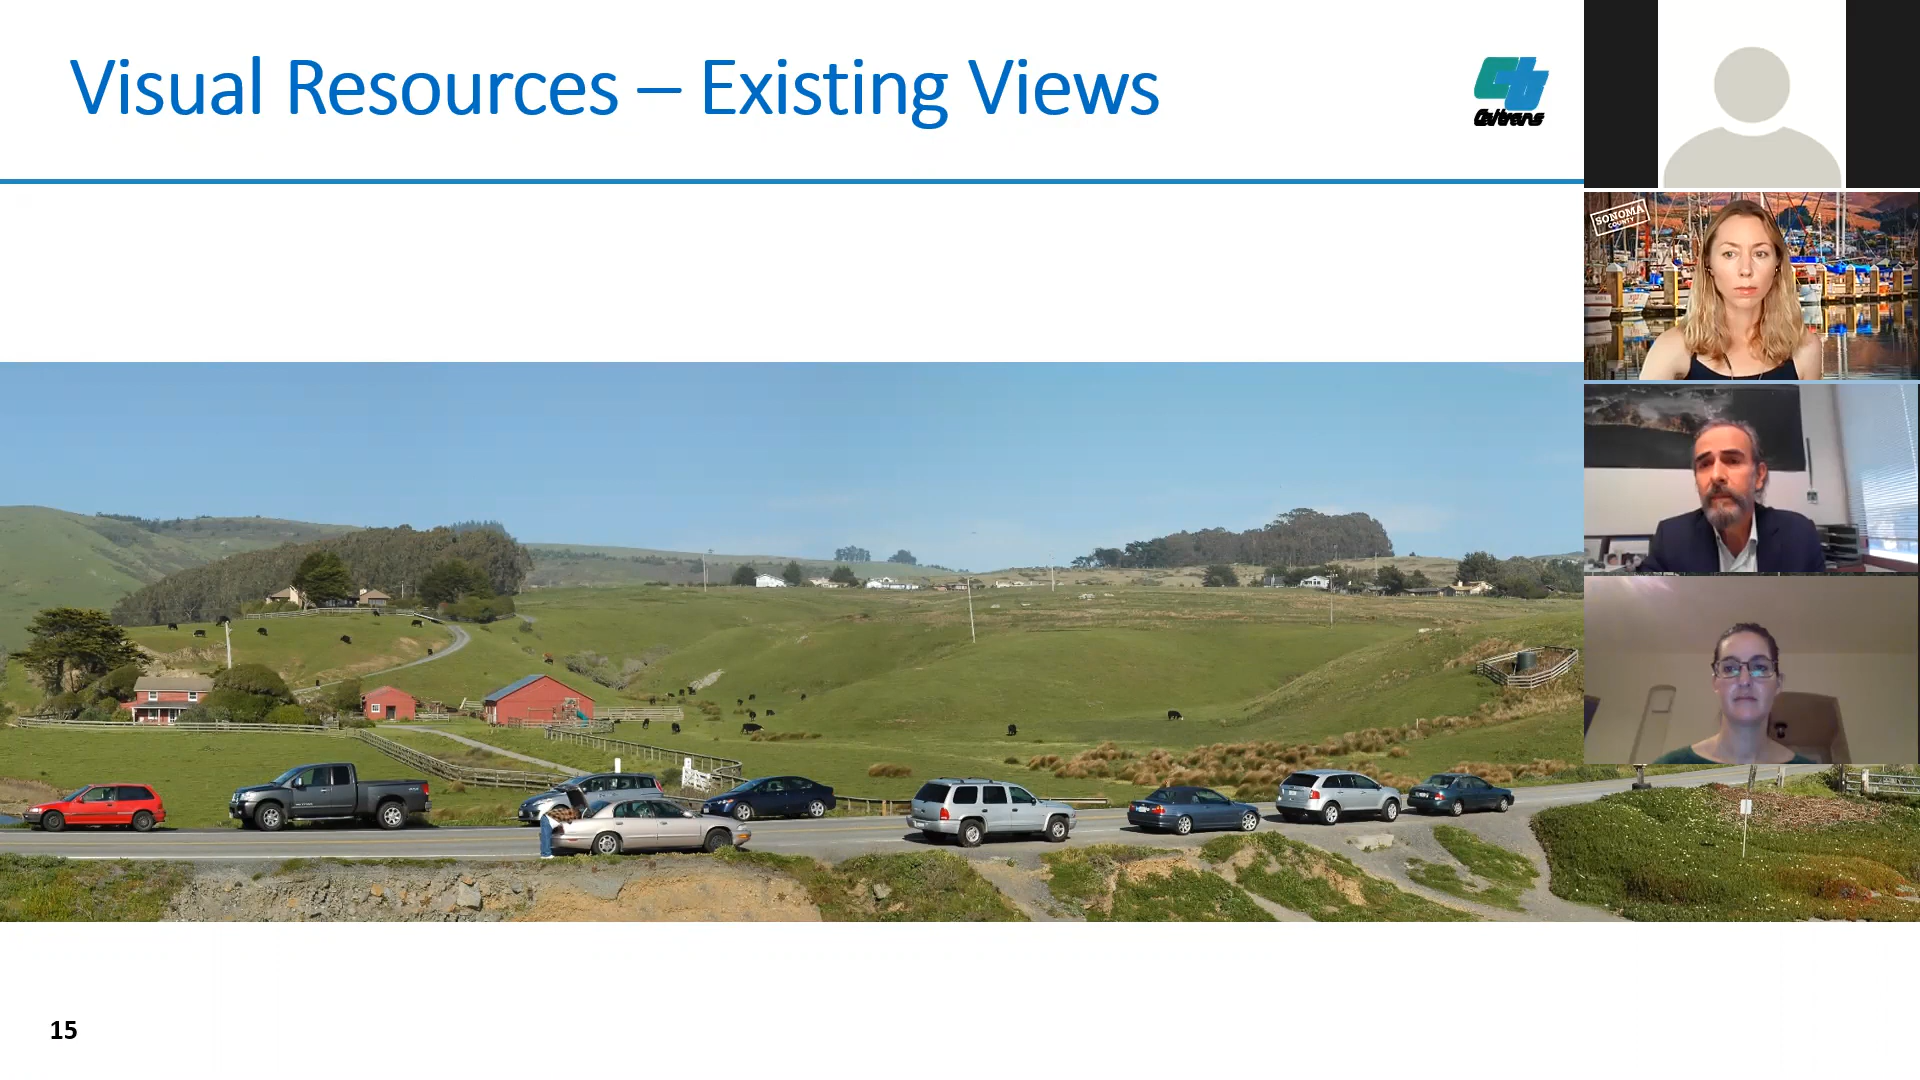 Visual Resources – Existing Views
Caltrans
SONOMA
COUNTY
15